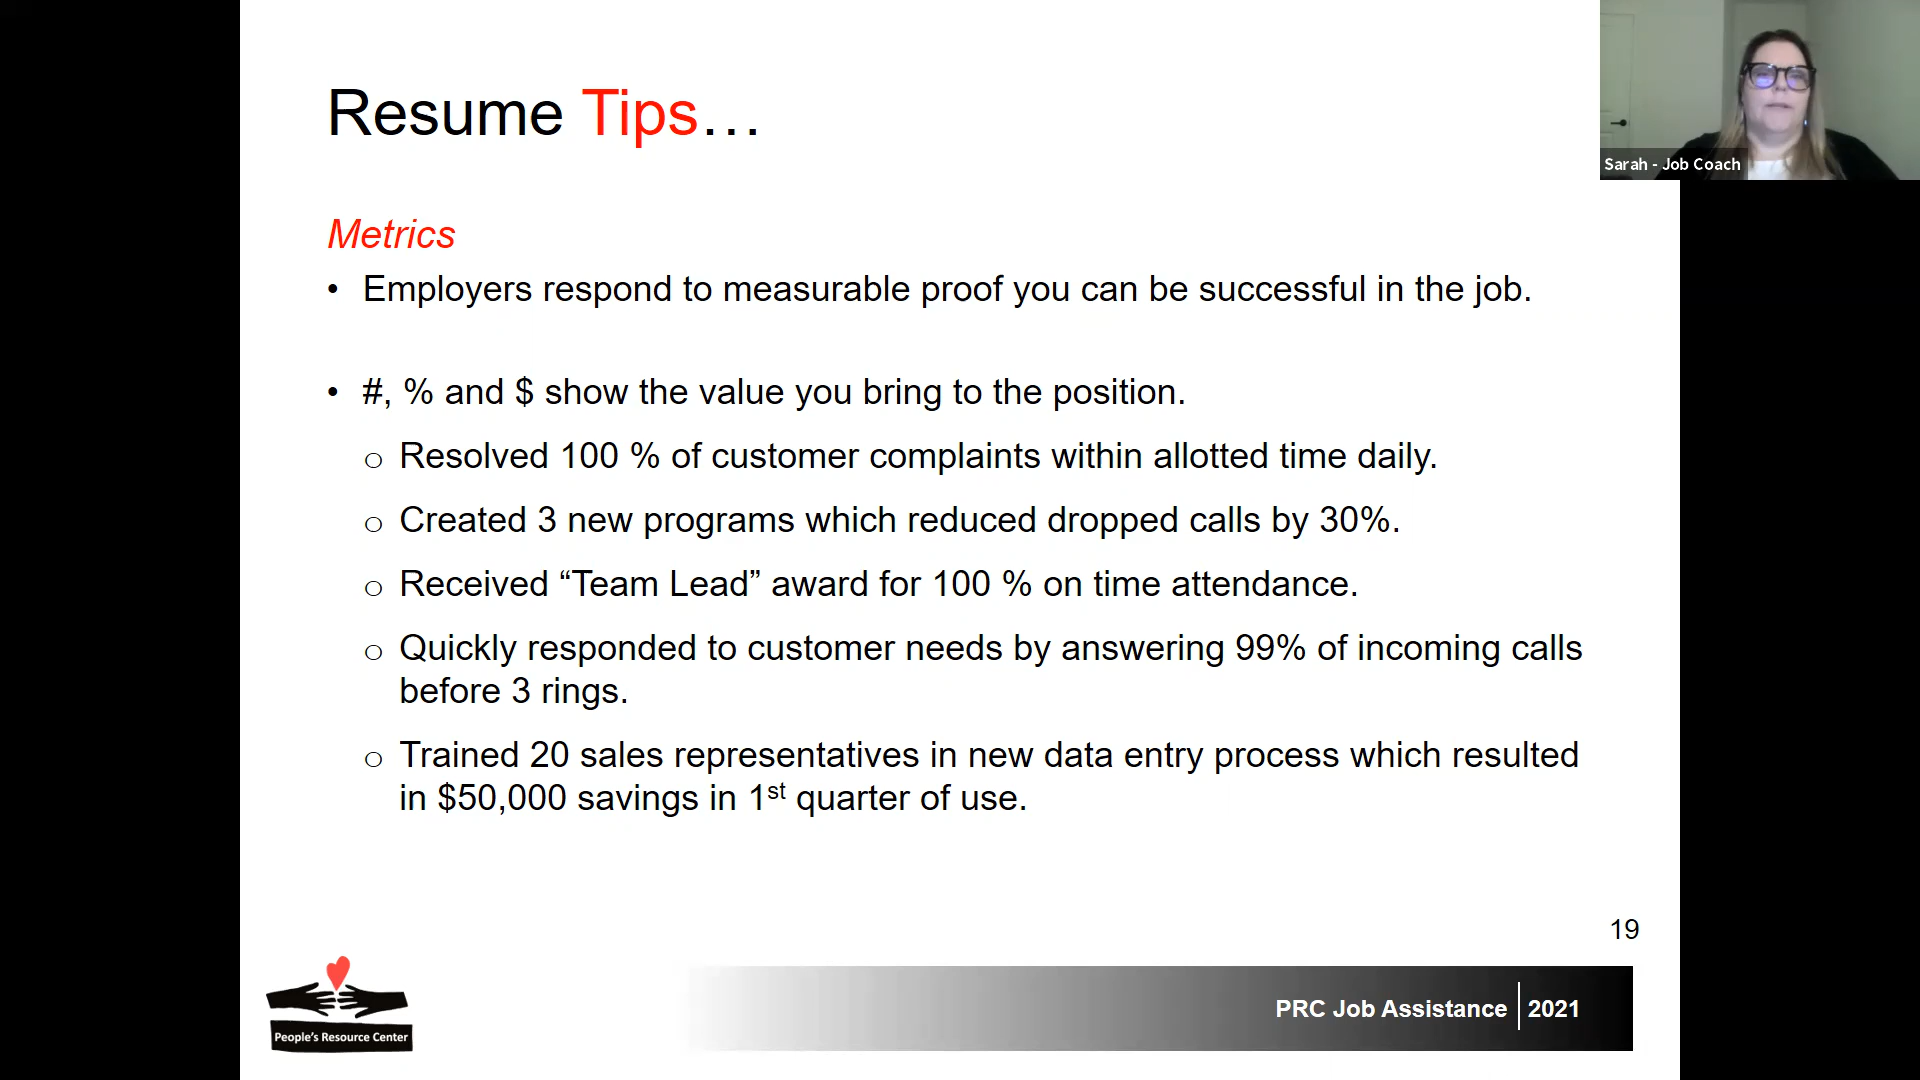 Resume Tips…
Sarah - Job Coach
Metrics
• Employers respond to measurable proof you can be successful in the job.
• #, % and $ show the value you bring to the position.
o Resolved 100 % of customer complaints within allotted time daily.
o Created 3 new programs which reduced dropped calls by 30%.
o Received “Team Lead” award for 100 % on time attendance.
o Quickly responded to customer needs by answering 99% of incoming calls
before 3 rings.
o Trained 20 sales representatives in new data entry process which resulted
in $50,000 savings in 1st quarter of use.
19
People's Resource Center
PRC Job Assistance | 2021